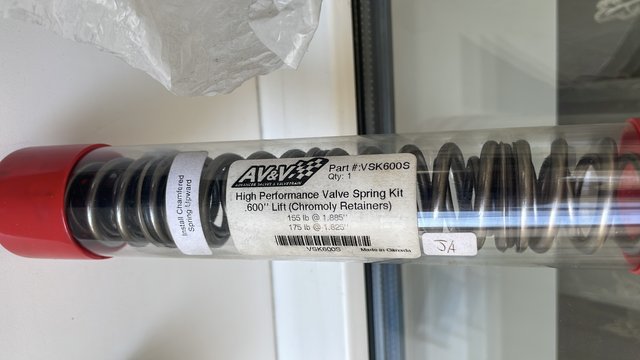 Install Chamfered
Spring Upward
AV&V
ADVANCED VALVES & VALVETRAIN
Part #:VSK600S
Qty: 1
High Performance Valve Spring Kit
.600'' Lift (Chromoly Retainers)
155 lb @ 1.885''
175 lb @ 1.825''
VSK600S
Made in Canada
JA